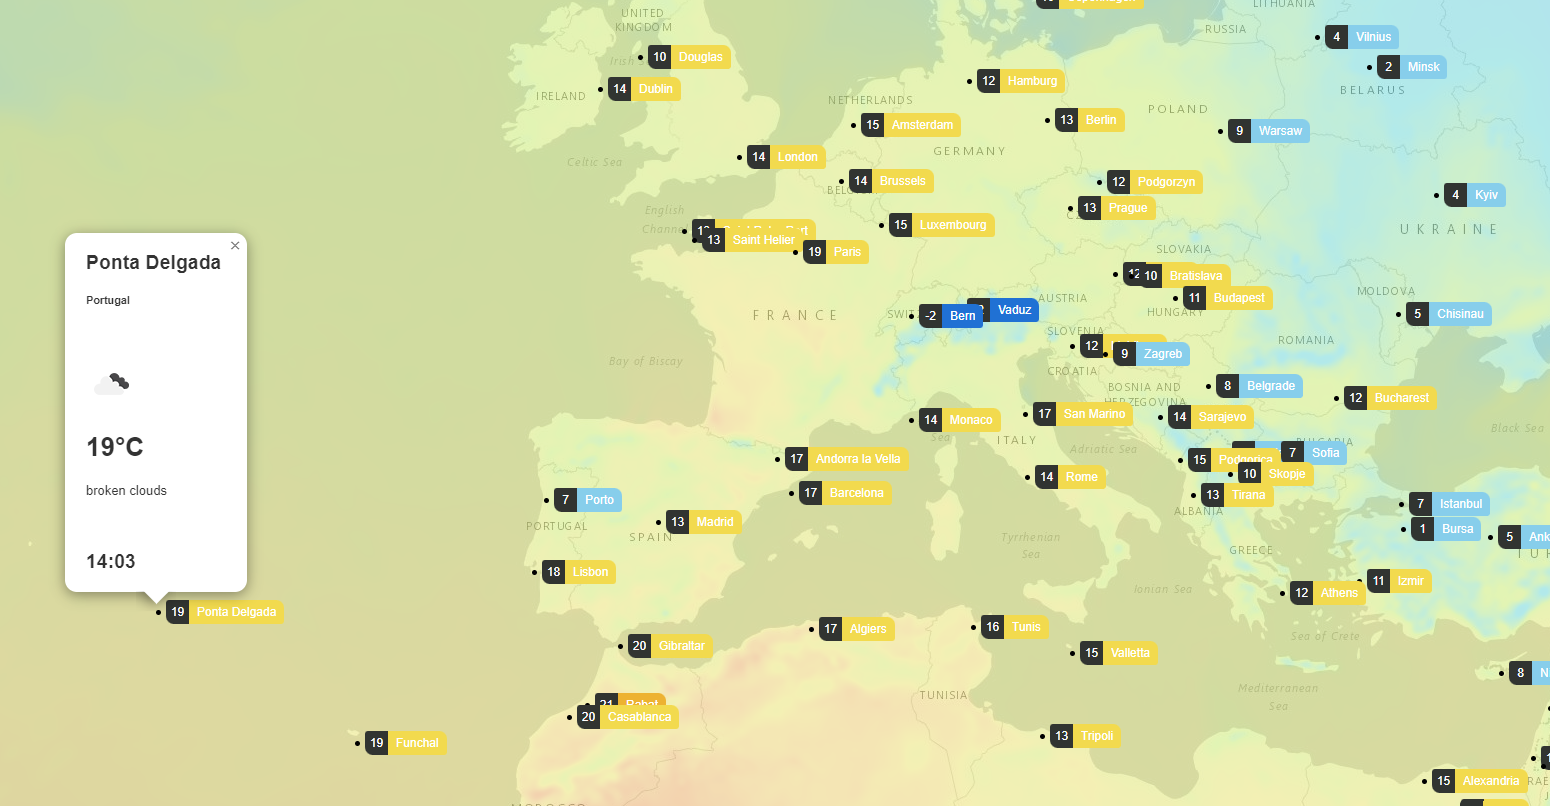 Copenhagen
LITHUANIA
UNITED
KINGDOM
RUSSIA
4 Vilnius
10 Douglas
Irish
2 Minsk
14 Dublin
12 Hamburg
BELARUS
IRELAND
NETHERLANDS
POLAND
15 Amsterdam
13 Berlin
9 Warsaw
GERMANY
14 London
Celtic Sea
14 Brussels
12 Podgorzyn
4 Kyiv
13 Prague
English
15 Luxembourg
UKRAINE
13 Saint Helier
19 Paris
SLOVAKIA
×
Ponta Delgada
Portugal
12
10 Bratislava
11 Budapest
MOLDOVA
AUSTRIA
HUNGARY
-2 Bern
Vaduz
FRANCE
5 Chisinau
SLOVENIA
ROMANIA
12
9 Zagreb
Bay of Biscay
CROATIA
BOSNIA AND
HERZEGOVINA
8 Belgrade
12 Bucharest
14 Monaco
Sea
17 San Marino
14 Sarajevo
Black Sea
ITALY
BULGARIA
19°C
Adriatic Sea
17 Andorra la Vella
15 Podgorica
7 Sofia
10 Skopje
14 Rome
broken clouds
17 Barcelona
13 Tirana
7 Porto
7 Istanbul
ALBANIA
PORTUGAL
13 Madrid
1 Bursa
SPAIN
Tyrrhenian
Sea
5 Ank
GREECE
14:03
18 Lisbon
11 Izmir
Ionian Sea
12 Athens
19 Ponta Delgada
17 Algiers
16 Tunis
Sea of Crete
20 Gibraltar
15 Valletta
8 N
TUNISIA
Mediterranean
Sea
21 Rabat
20 Casablanca
19 Funchal
13 Tripoli
15 Alexandria
MOROCCO